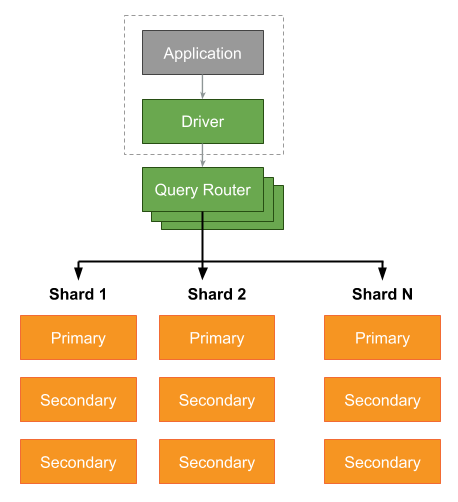 Application
Driver
Query Router
Shard 1
Shard 2
Shard N
Primary
Primary
Primary
Secondary
Secondary
Secondary
Secondary
Secondary
Secondary